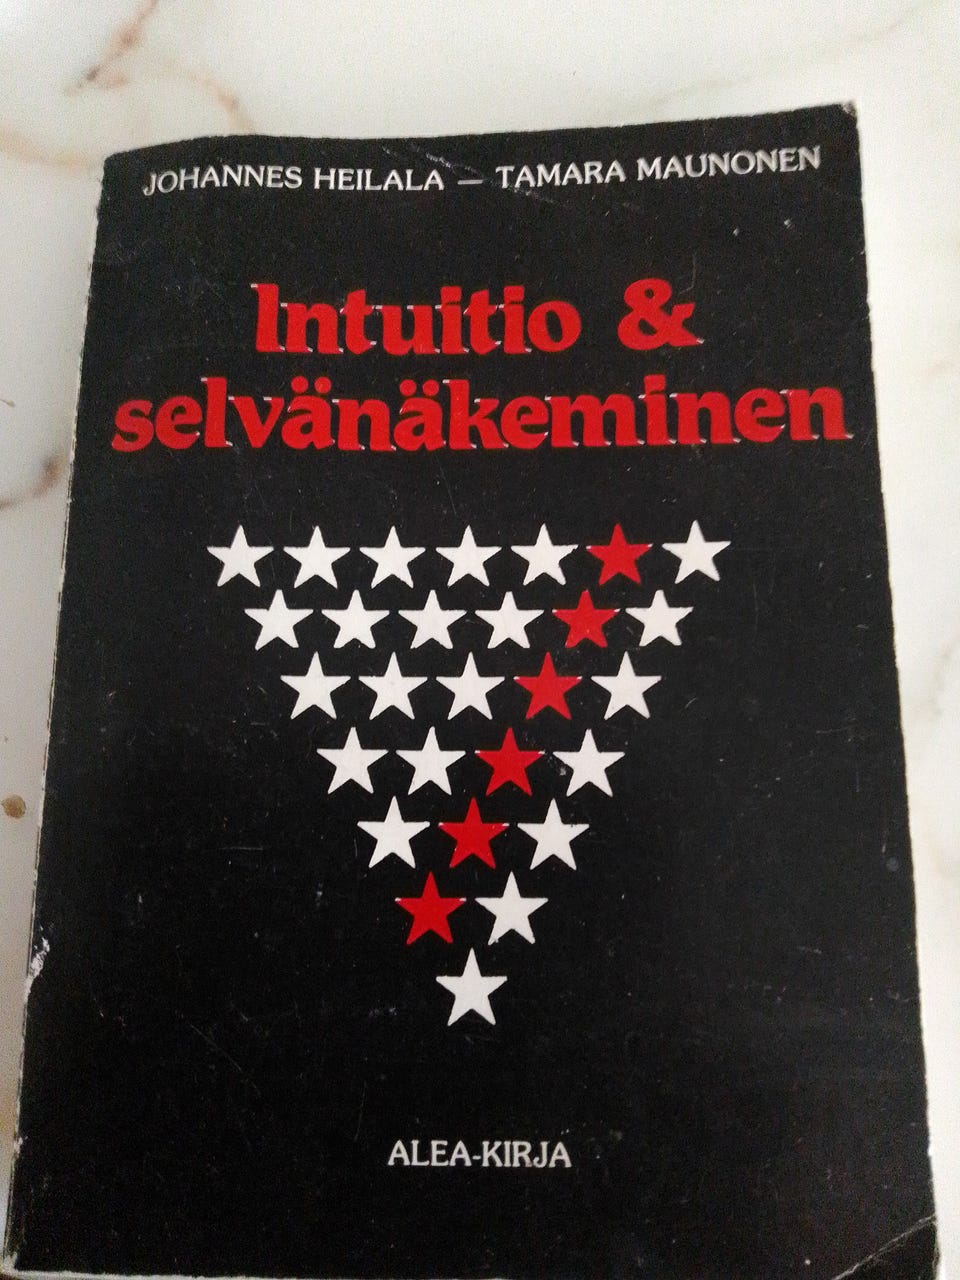 JOHANNES HEILALA — TAMARA MAUNONEN
Intuitio &
selvänäkeminen
ALEA-KIRJA